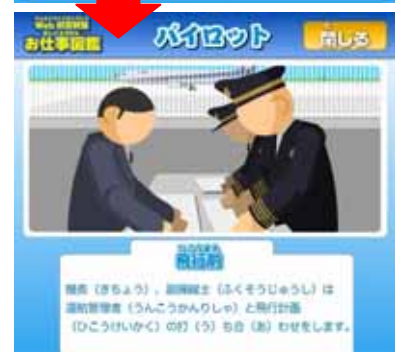 お仕事図鑑
パイロット
閉じる
飛行前
機長（きちょう）、副操縦士（ふくそうじゅうし）は
運航管理者（うんこうかんりしゃ）と飛行計画
（ひこうけいかく）の打（う）ち合（あ）わせをします。